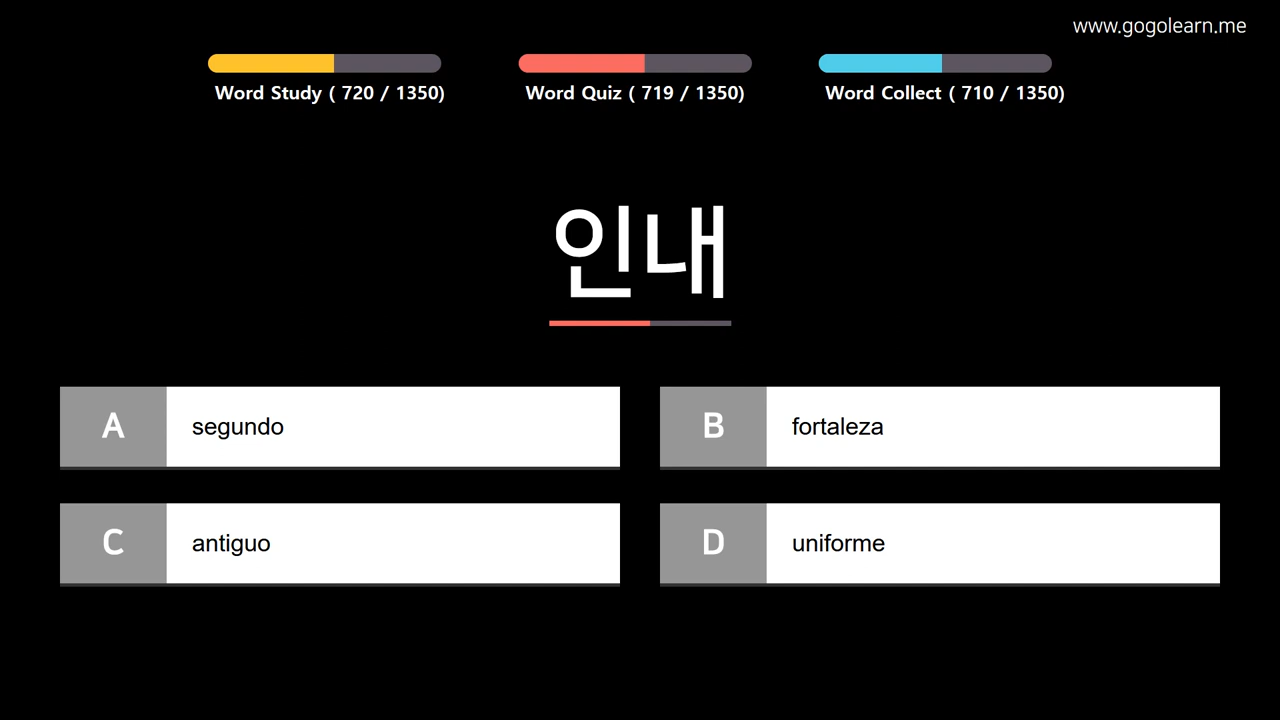 www.gogolearn.me
Word Study ( 720 / 1350)
Word Quiz ( 719 / 1350)
Word Collect ( 710 / 1350)
인내
A segundo
B fortaleza
C antiguo
D uniforme